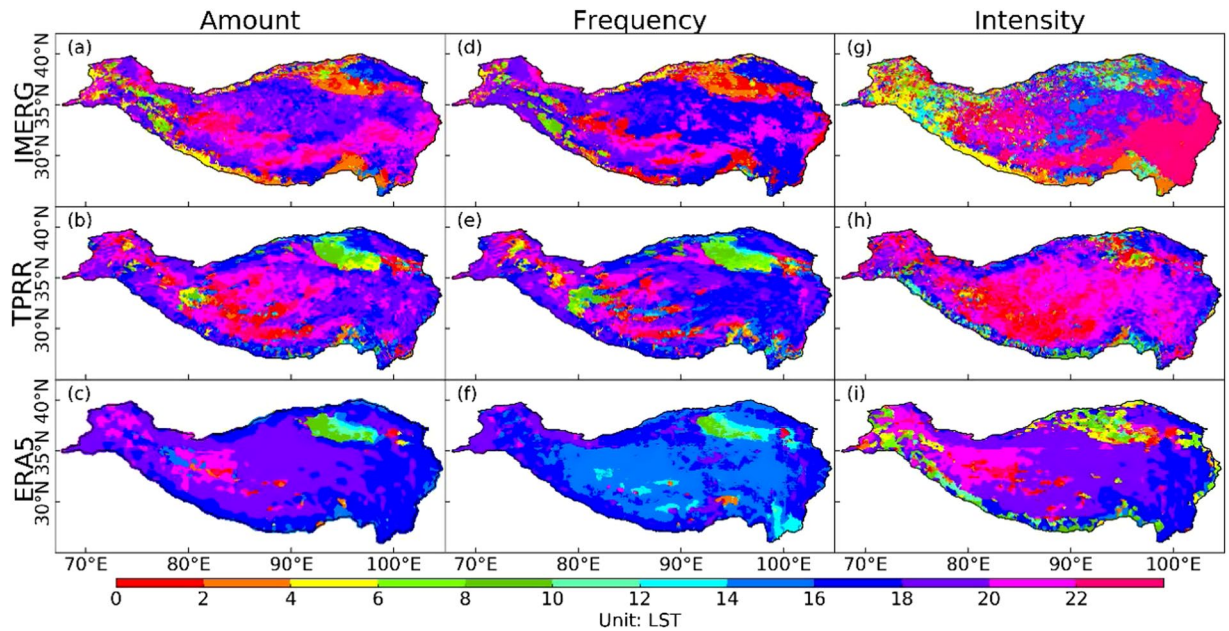 Amount Frequency Intensity
IMERG 40°N 35°N 30°N (a) (d) (g)
TPRR 40°N 35°N 30°N (b) (e) (h)
ERA5 40°N 35°N 30°N (c) (f) (i)
70°E 80°E 90°E 100°E 70°E 80°E 90°E 100°E 70°E 80°E 90°E 100°E
0 2 4 6 8 10 12 14 16 18 20 22
Unit: LST